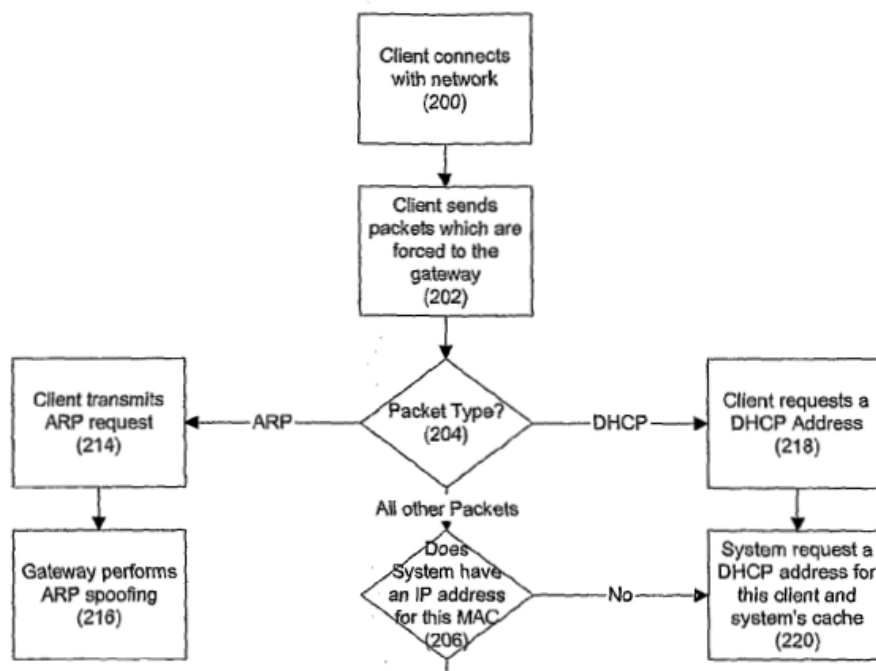 Client connects
with network
(200)
Client sends
packets which are
forced to the
gateway
(202)
Packet Type?
(204)
ARP
DHCP
All other Packets
Client transmits
ARP request
(214)
Gateway performs
ARP spoofing
(216)
Client requests a
DHCP Address
(218)
Does
System have
an IP address
for this MAC
(206)
No
System request a
DHCP address for
this client and
system's cache
(220)